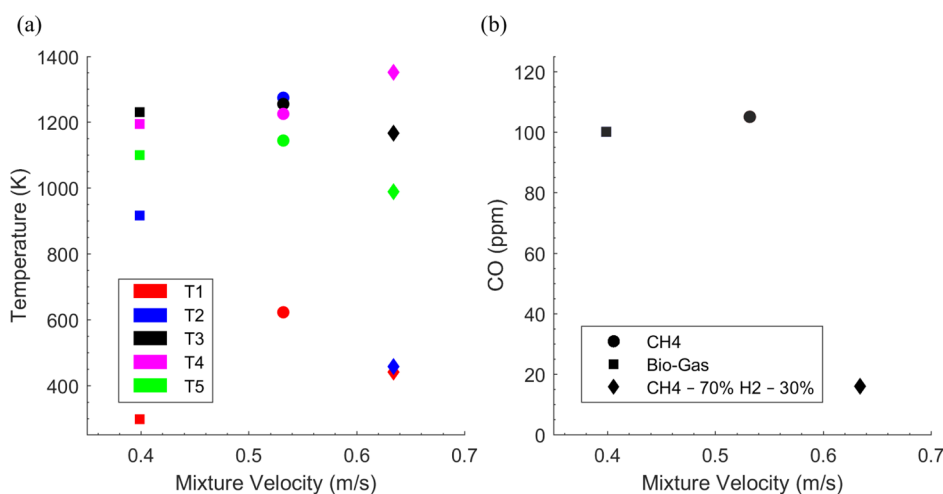 (a)
Temperature (K)
1400
1200
1000
800
600
400
T1
T2
T3
T4
T5
0.4
0.5
0.6
0.7
Mixture Velocity (m/s)
(b)
CO (ppm)
120
100
80
60
40
20
0
CH4
Bio-Gas
CH4 – 70% H2 – 30%
0.4
0.5
0.6
0.7
Mixture Velocity (m/s)